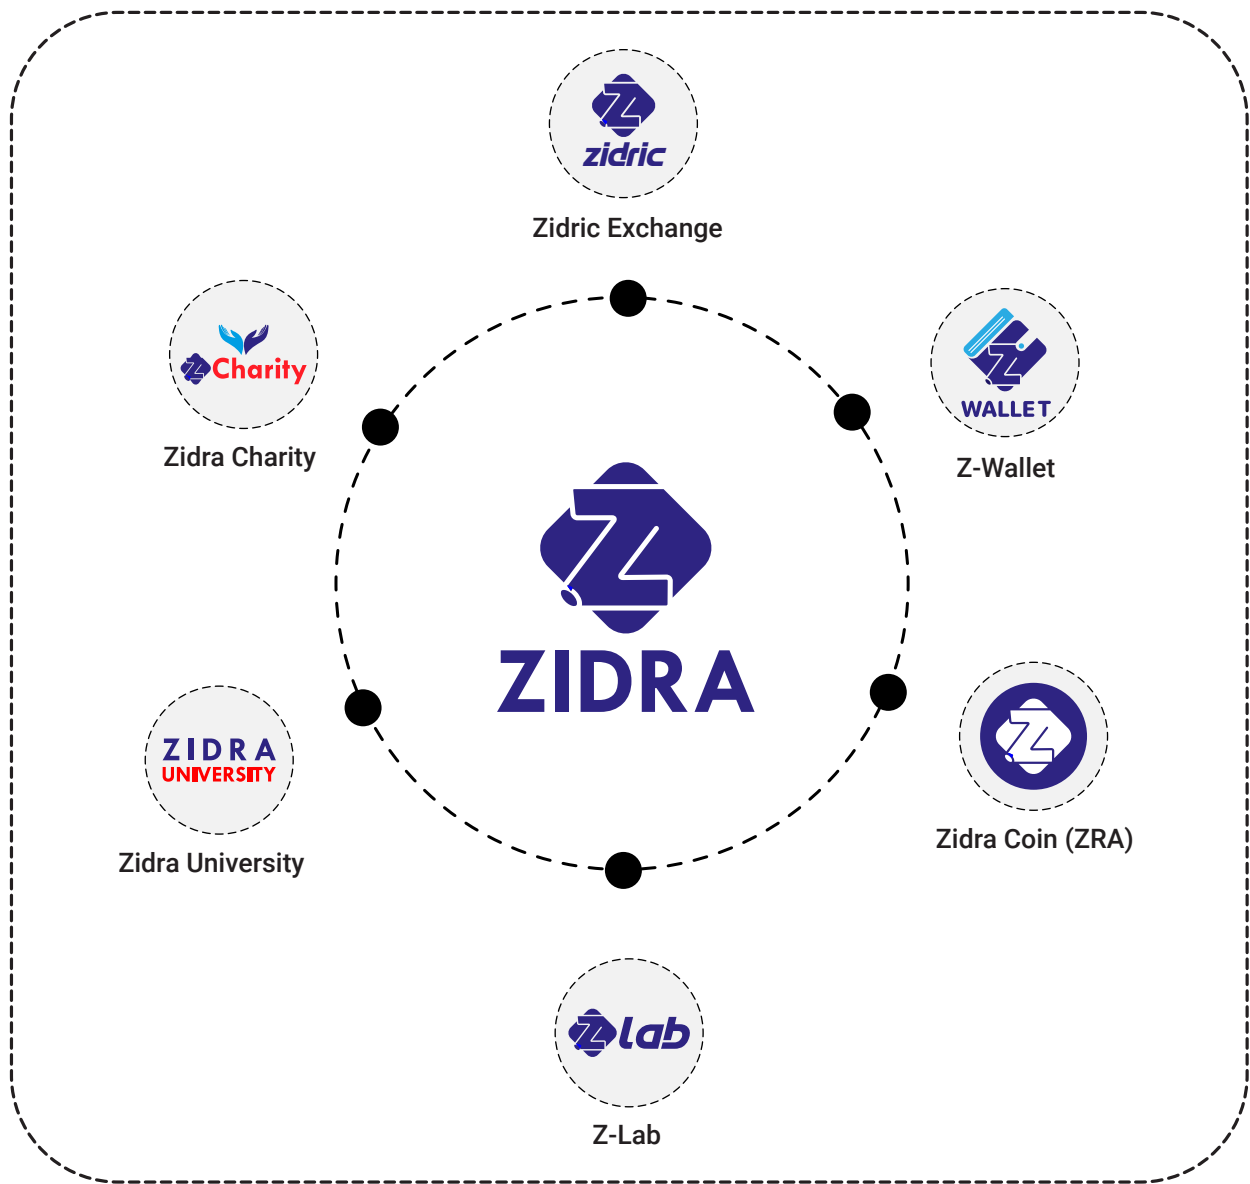 zidric
Zidric Exchange
Charity
Zidra Charity
WALLET
Z-Wallet
ZIDRA
ZIDRA
UNIVERSITY
Zidra University
Zidra Coin (ZRA)
Z lab
Z-Lab